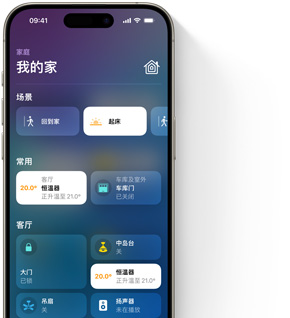 09:41
家庭
我的家
场景
回到家
起床
常用
20.0°
客厅
恒温器
正升温至 21.0°
车库及室外
车库门
已关闭
客厅
大门
已锁
中岛台
关
20.0°
恒温器
正升温至 21.0°
吊扇
关
扬声器
未在播放